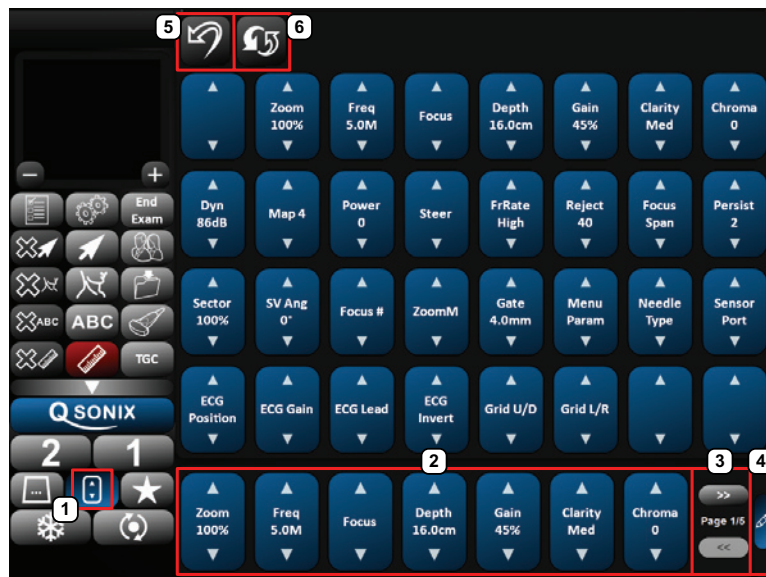 5
6
Zoom
100%
Freq
5.0M
Focus
Depth
16.0cm
Gain
45%
Clarity
Med
Chroma
0
End
Exam
Dyn
86dB
Map 4
Power
0
Steer
FrRate
High
Reject
40
Focus
Span
Persist
2
ABC
ABC
TGC
Sector
100%
SV Ang
0°
Focus #
ZoomM
Gate
4.0mm
Menu
Param
Needle
Type
Sensor
Port
SONIX
ECG
Position
ECG Gain
ECG Lead
ECG
Invert
Grid U/D
Grid L/R
2
1
1
2
3
4
Zoom
100%
Freq
5.0M
Focus
Depth
16.0cm
Gain
45%
Clarity
Med
Chroma
0
>>
Page 1/5
<<